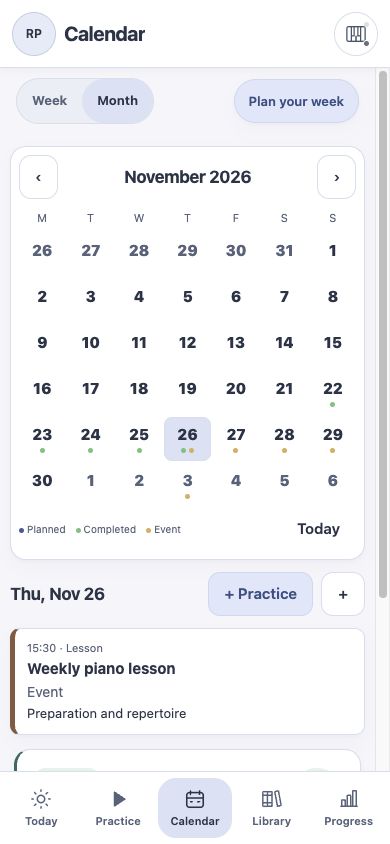 RP Calendar
Week Month Plan your week
‹ November 2026 ›
M T W T F S S
26 27 28 29 30 31 1
2 3 4 5 6 7 8
9 10 11 12 13 14 15
16 17 18 19 20 21 22
23 24 25 26 27 28 29
30 1 2 3 4 5 6
Planned Completed Event Today
Thu, Nov 26 + Practice +
15:30 · Lesson
Weekly piano lesson
Event
Preparation and repertoire
Today Practice Calendar Library Progress